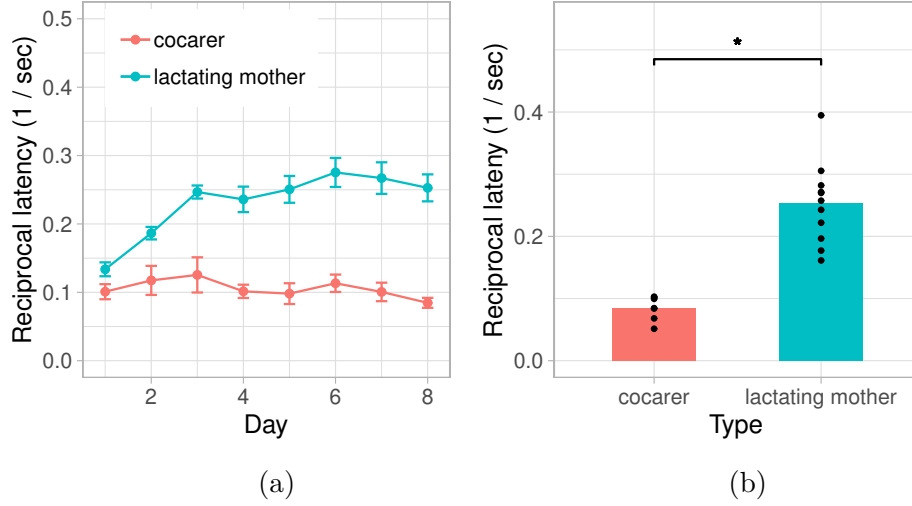 Reciprocal latency (1 / sec)
0.5
0.4
0.3
0.2
0.1
0.0
cocarer
lactating mother
2
4
6
8
Day
(a)
Reciprocal lateny (1 / sec)
0.4
0.2
0.0
*
cocarer
lactating mother
Type
(b)